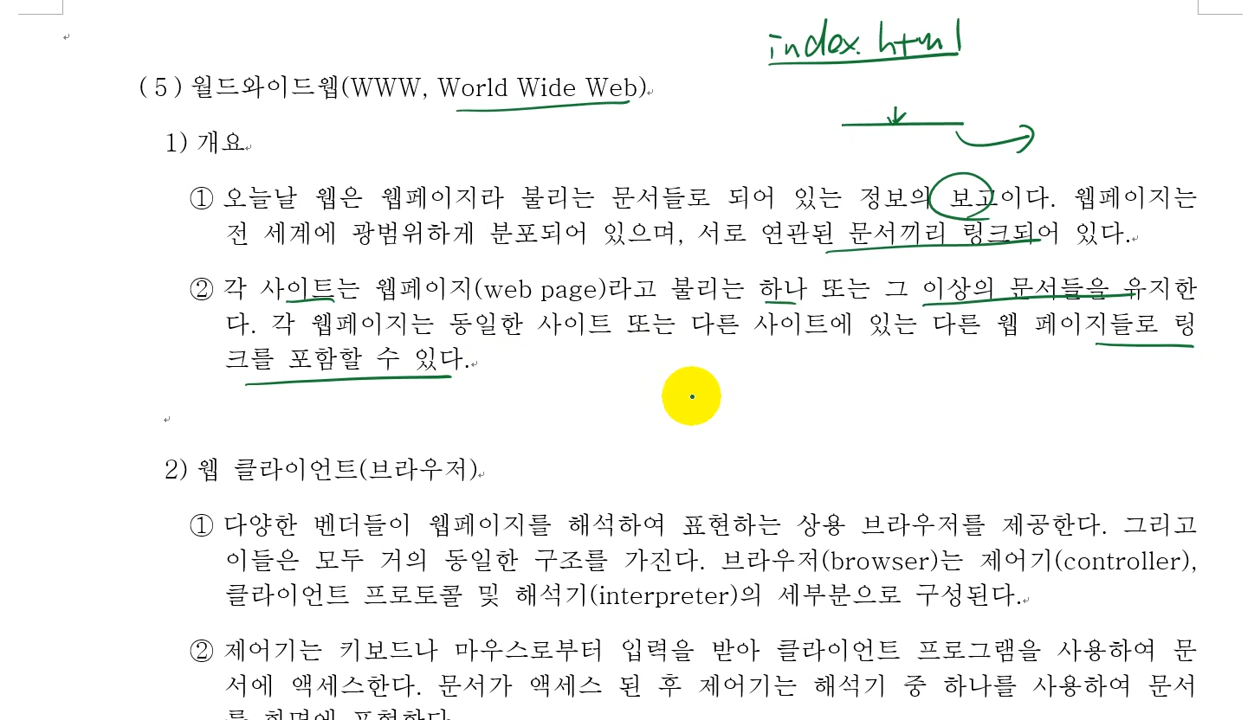 index.html
(5) 월드와이드웹(WWW, World Wide Web)
1) 개요
① 오늘날 웹은 웹페이지라 불리는 문서들로 되어 있는 정보의 보고이다. 웹페이지는
전 세계에 광범위하게 분포되어 있으며, 서로 연관된 문서끼리 링크되어 있다.
② 각 사이트는 웹페이지(web page)라고 불리는 하나 또는 그 이상의 문서들을 유지한
다. 각 웹페이지는 동일한 사이트 또는 다른 사이트에 있는 다른 웹 페이지들로 링
크를 포함할 수 있다.
2) 웹 클라이언트(브라우저)
① 다양한 벤더들이 웹페이지를 해석하여 표현하는 상용 브라우저를 제공한다. 그리고
이들은 모두 거의 동일한 구조를 가진다. 브라우저(browser)는 제어기(controller),
클라이언트 프로토콜 및 해석기(interpreter)의 세부분으로 구성된다.
② 제어기는 키보드나 마우스로부터 입력을 받아 클라이언트 프로그램을 사용하여 문
서에 액세스한다. 문서가 액세스 된 후 제어기는 해석기 중 하나를 사용하여 문서
를 화면에 표현한다.